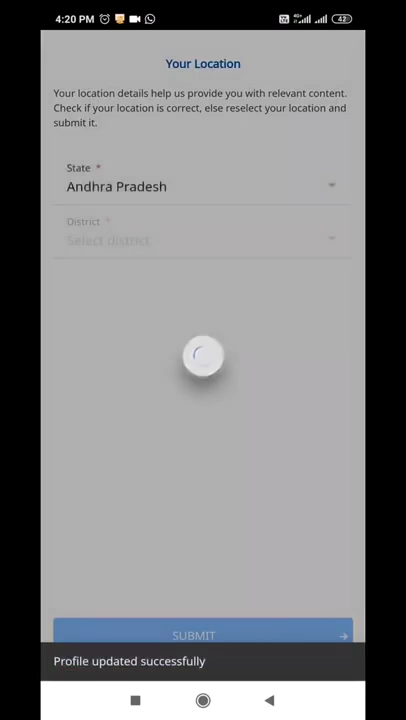 4:20 PM
4G+
42
Your Location
Your location details help us provide you with relevant content.
Check if your location is correct, else reselect your location and
submit it.
State *
Andhra Pradesh
District *
Select district
SUBMIT
Profile updated successfully